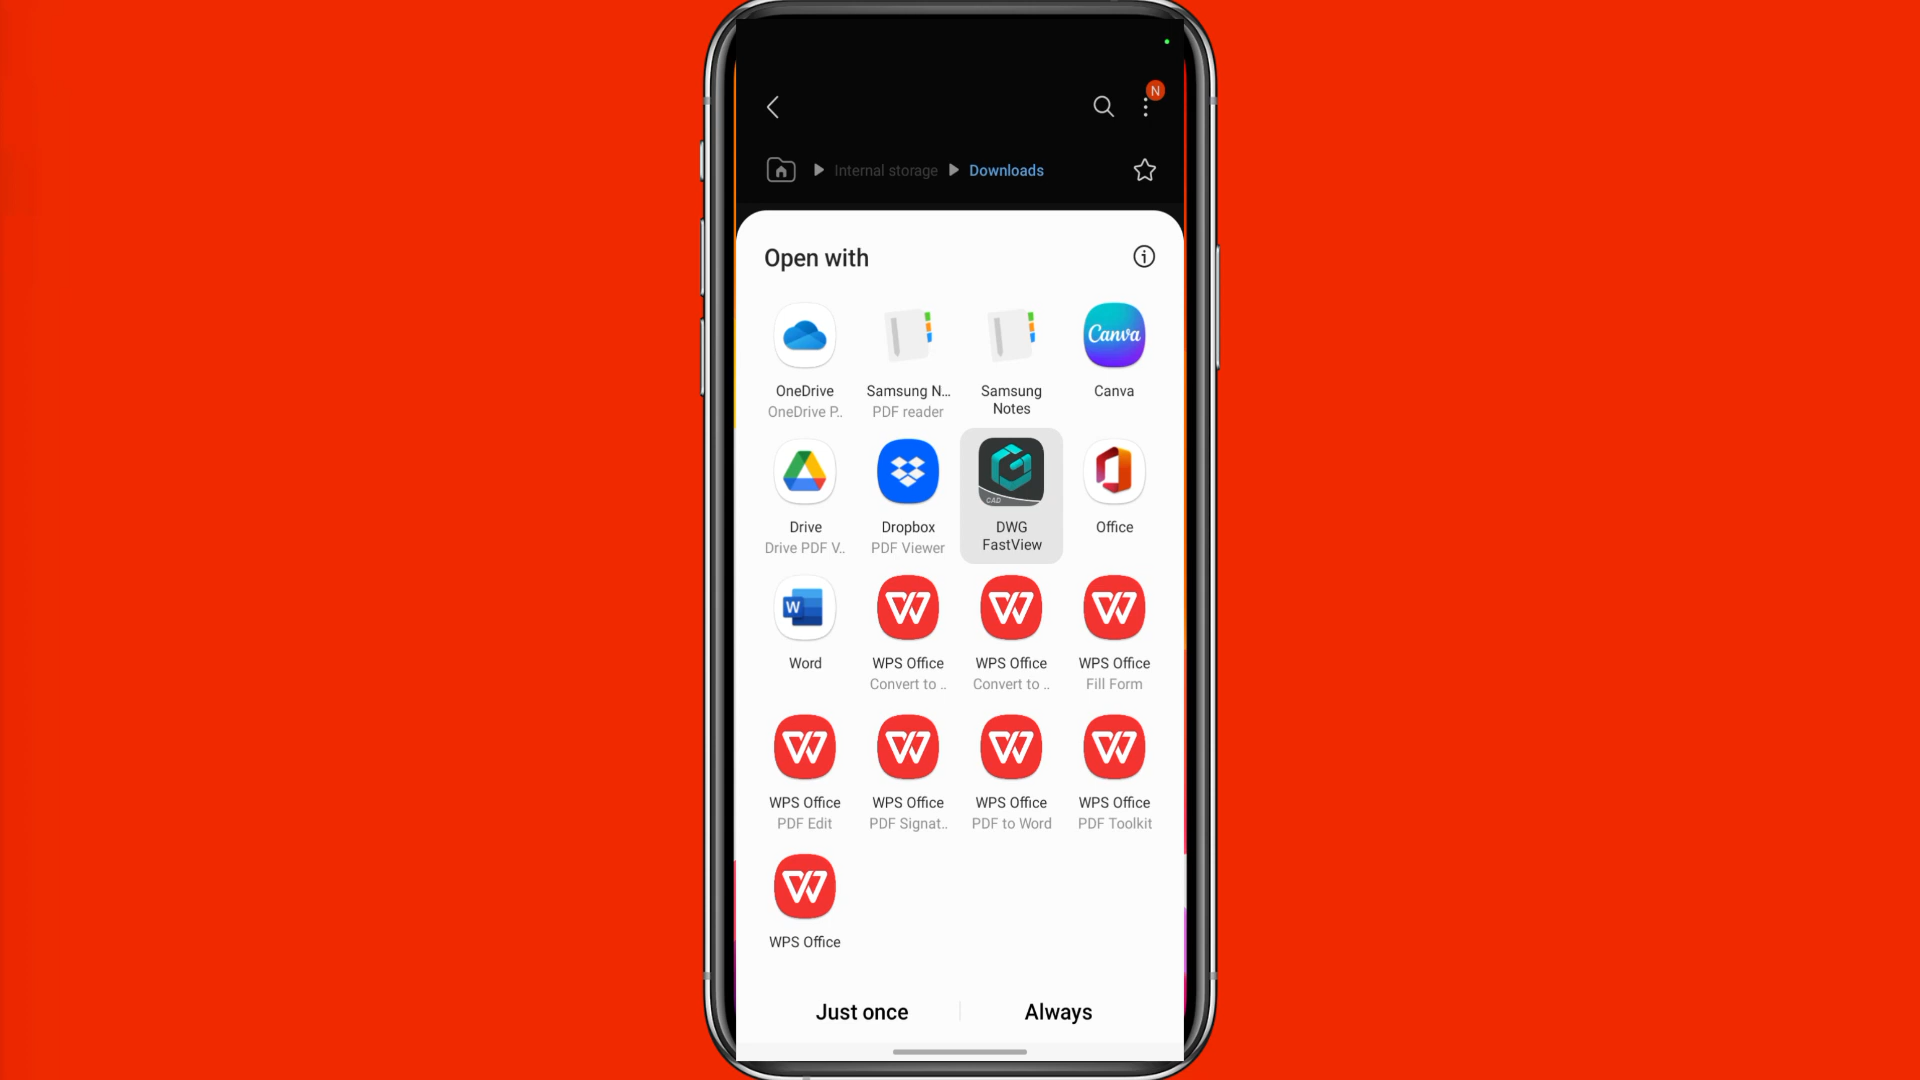 N
Internal storage
Downloads
Open with
OneDrive
OneDrive P..
Samsung N...
PDF reader
Samsung
Notes
Canva
Canva
Drive
Drive PDF V..
Dropbox
PDF Viewer
CAD
DWG
FastView
Office
W
Word
WPS Office
Convert to ..
WPS Office
Convert to ..
WPS Office
Fill Form
WPS Office
PDF Edit
WPS Office
PDF Signat..
WPS Office
PDF to Word
WPS Office
PDF Toolkit
WPS Office
Just once
Always